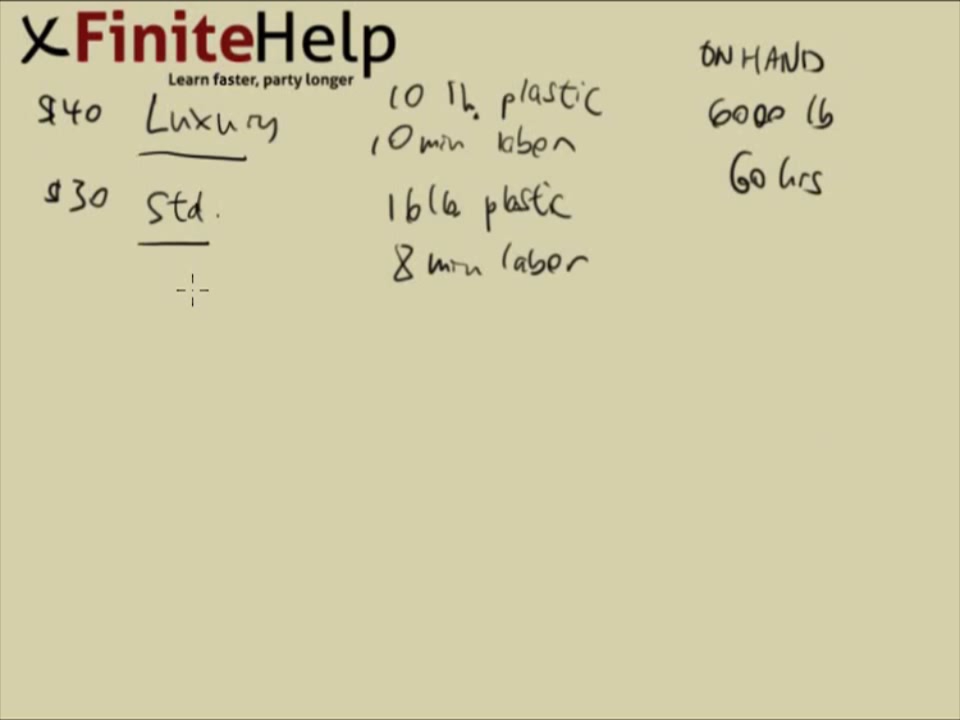 XFiniteHelp
Learn faster, party longer
ON HAND
$40 Luxury 10 lb. plastic 6000 lb
10 min labor 60 hrs
$30 Std. 16 lb plastic
8 min labor